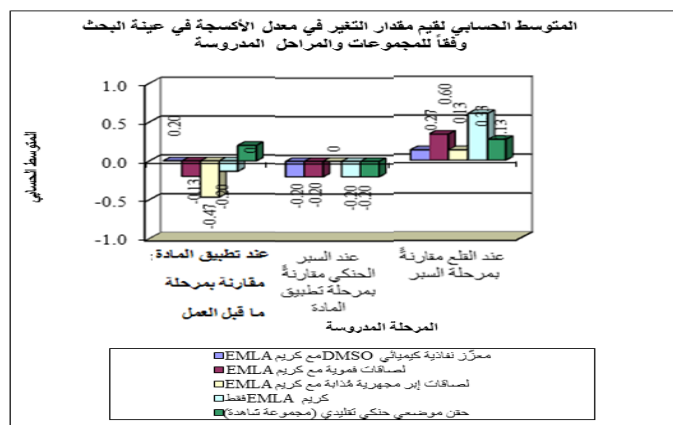 المتوسط الحسابي لقيم مقدار التغير في معدل الأكسجة في عينة البحث
وفقاً للمجموعات والمراحل المدروسة
المتوسط الحسابي
1.0
0.5
0.0
-0.5
-1.0
0.20
-0.13
-0.47
-0.20
0
-0.20
-0.20
0
-0.20
-0.20
0.27
0.60
0.13
0.33
.13
عند تطبيق المادة:
مقارنة بمرحلة
ما قبل العمل
عند السبر
الحنكي مقارنةً
بمرحلة تطبيق
المادة
عند القلع مقارنةً
بمرحلة السبر
المرحلة المدروسة
معزّز نفاذية كيميائي DMSO مع كريم EMLA
لصاقات فموية مع كريم EMLA
لصاقات إبر مجهرية مُذابة مع كريم EMLA
كريم EMLA فقط
حقن موضعي حنكي تقليدي (مجموعة شاهدة)